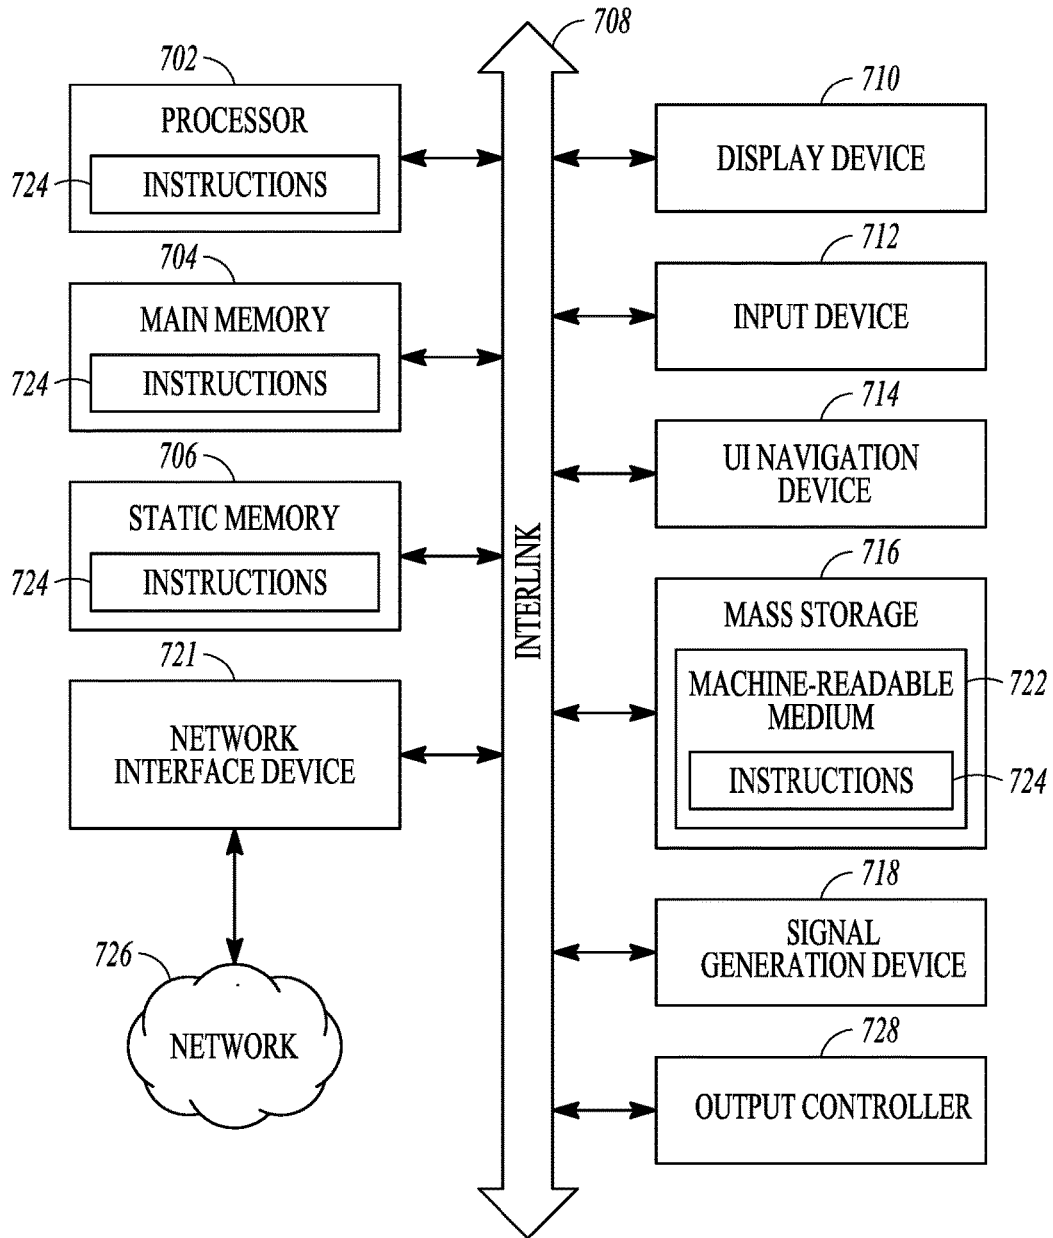 708
702
PROCESSOR
724
INSTRUCTIONS
704
MAIN MEMORY
724
INSTRUCTIONS
706
STATIC MEMORY
724
INSTRUCTIONS
721
NETWORK
INTERFACE DEVICE
726
NETWORK
INTERLINK
710
DISPLAY DEVICE
712
INPUT DEVICE
714
UI NAVIGATION
DEVICE
716
MASS STORAGE
MACHINE-READABLE
MEDIUM
722
INSTRUCTIONS
724
718
SIGNAL
GENERATION DEVICE
728
OUTPUT CONTROLLER